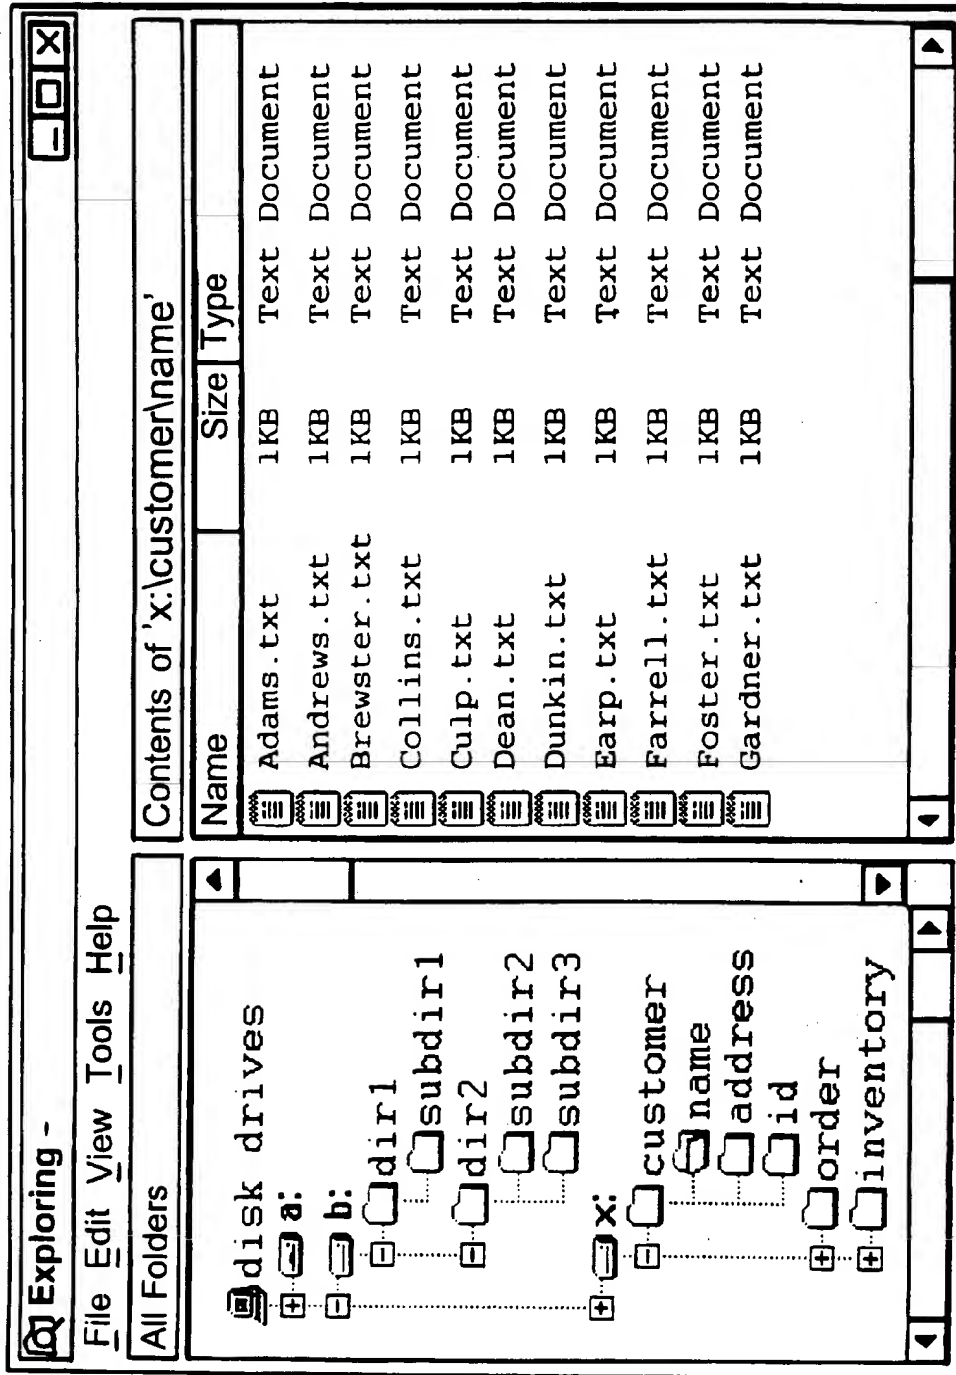 Exploring -
File Edit View Tools Help
All Folders
disk drives
a:
b:
dir1
subdir1
dir2
subdir2
subdir3
x:
customer
name
address
id
order
inventory
Contents of 'x:\customer\name'
Name Size Type
Adams.txt 1KB Text Document
Andrews.txt 1KB Text Document
Brewster.txt 1KB Text Document
Collins.txt 1KB Text Document
Culp.txt 1KB Text Document
Dean.txt 1KB Text Document
Dunkin.txt 1KB Text Document
Earp.txt 1KB Text Document
Farrell.txt 1KB Text Document
Foster.txt 1KB Text Document
Gardner.txt 1KB Text Document